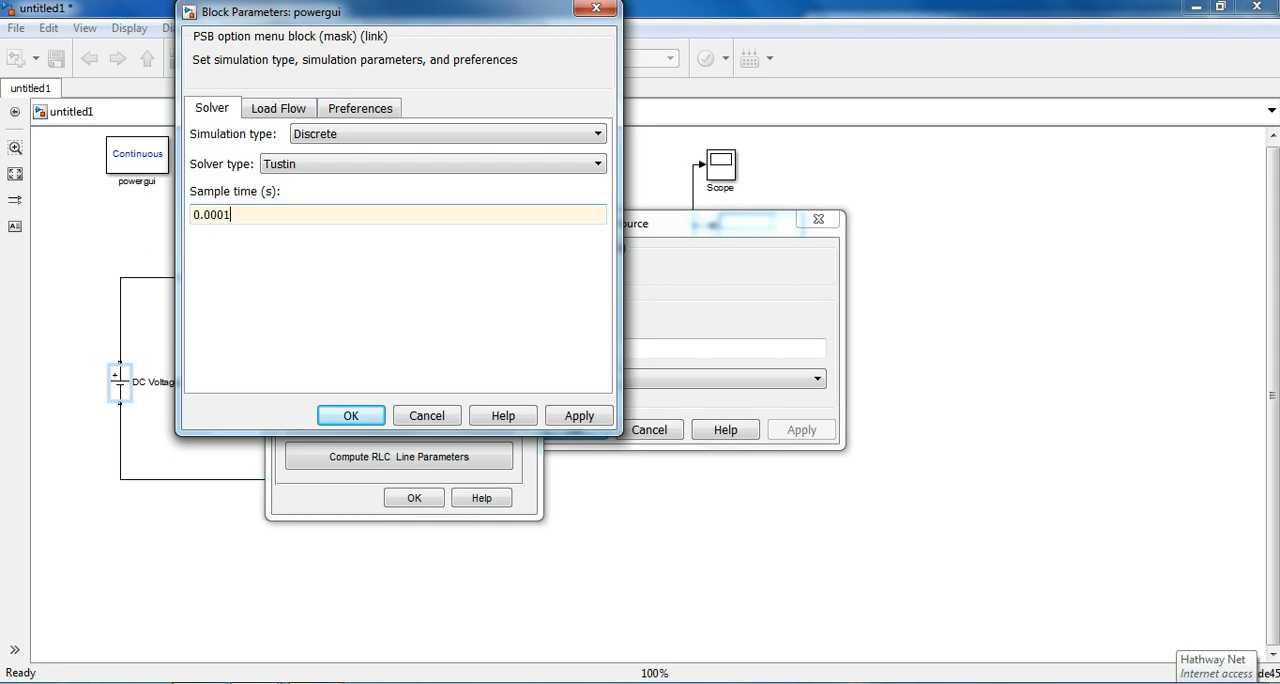 untitled1 *
Block Parameters: powergui
File Edit View Display
PSB option menu block (mask) (link)
Set simulation type, simulation parameters, and preferences
untitled1
Solver Load Flow Preferences
untitled1
Simulation type: Discrete
Continuous
powergui
Solver type: Tustin
Scope
Sample time (s):
0.0001
ource
DC Voltag
OK Cancel Help Apply
Cancel Help Apply
Compute RLC Line Parameters
OK Help
Hathway Net
Internet access
Ready 100% de45